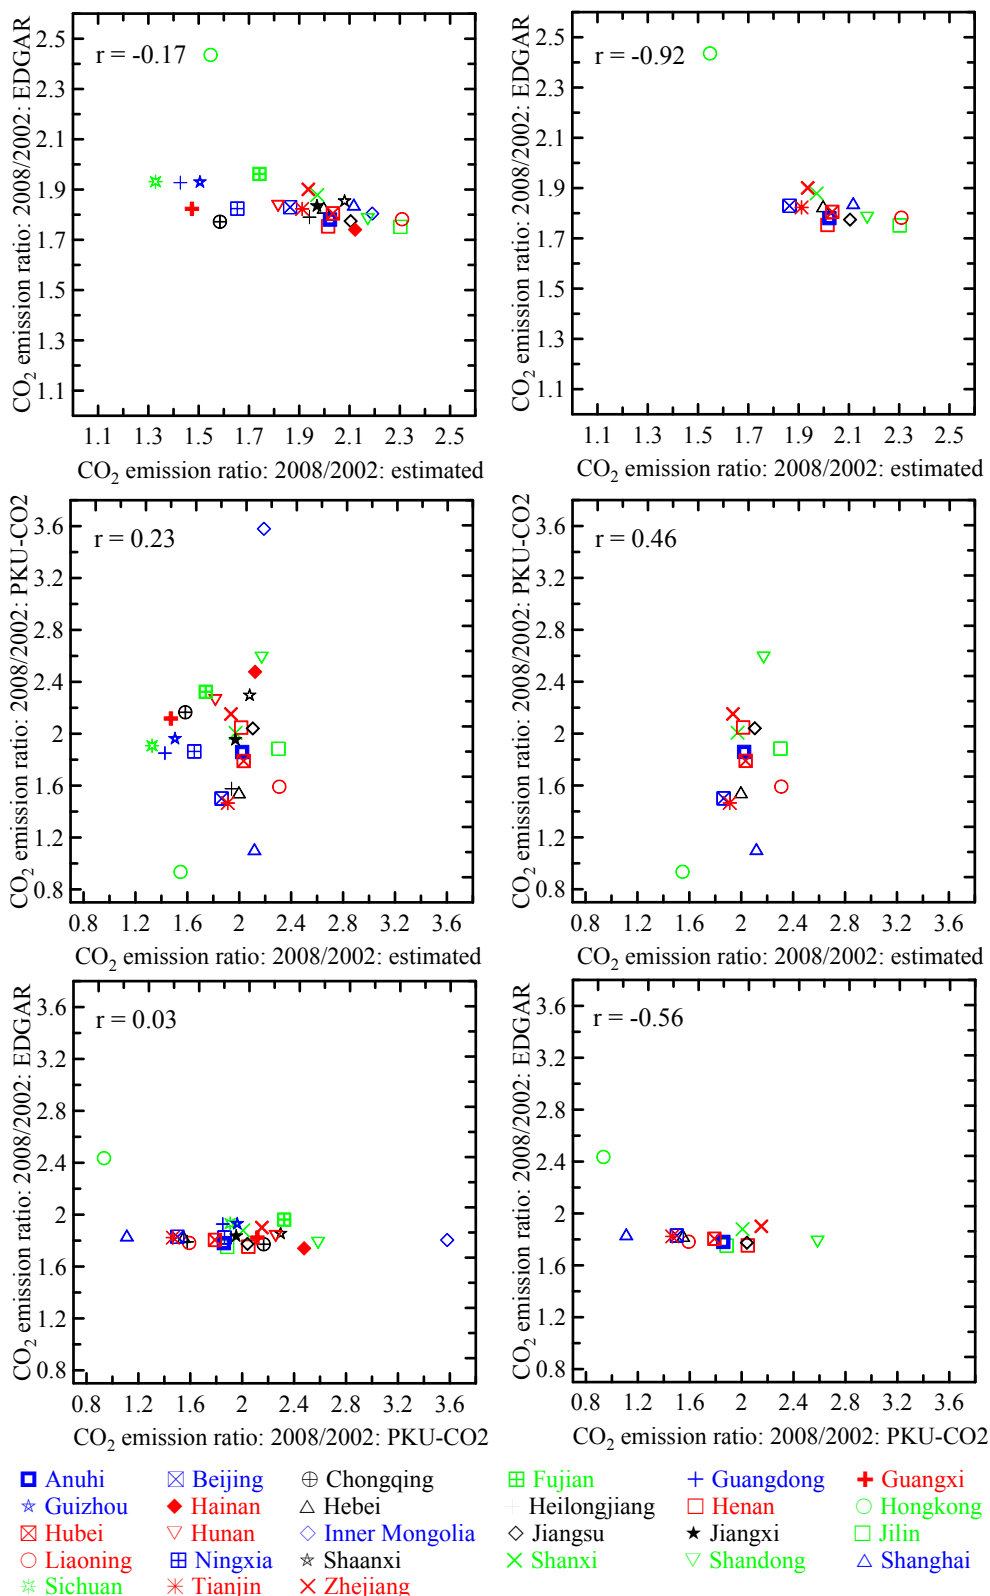 CO2 emission ratio: 2008/2002: EDGAR
2.5
2.3
2.1
1.9
1.7
1.5
1.3
1.1
r = -0.17
1.1 1.3 1.5 1.7 1.9 2.1 2.3 2.5
CO2 emission ratio: 2008/2002: estimated
CO2 emission ratio: 2008/2002: EDGAR
2.5
2.3
2.1
1.9
1.7
1.5
1.3
1.1
r = -0.92
1.1 1.3 1.5 1.7 1.9 2.1 2.3 2.5
CO2 emission ratio: 2008/2002: estimated
CO2 emission ratio: 2008/2002: PKU-CO2
3.6
3.2
2.8
2.4
2
1.6
1.2
0.8
r = 0.23
0.8 1.2 1.6 2 2.4 2.8 3.2 3.6
CO2 emission ratio: 2008/2002: estimated
CO2 emission ratio: 2008/2002: PKU-CO2
3.6
3.2
2.8
2.4
2
1.6
1.2
0.8
r = 0.46
0.8 1.2 1.6 2 2.4 2.8 3.2 3.6
CO2 emission ratio: 2008/2002: estimated
CO2 emission ratio: 2008/2002: EDGAR
3.6
3.2
2.8
2.4
2
1.6
1.2
0.8
r = 0.03
0.8 1.2 1.6 2 2.4 2.8 3.2 3.6
CO2 emission ratio: 2008/2002: PKU-CO2
CO2 emission ratio: 2008/2002: EDGAR
3.6
3.2
2.8
2.4
2
1.6
1.2
0.8
r = -0.56
0.8 1.2 1.6 2 2.4 2.8 3.2 3.6
CO2 emission ratio: 2008/2002: PKU-CO2
Anuhi Beijing Chongqing Fujian Guangdong Guangxi
Guizhou Hainan Hebei Heilongjiang Henan Hongkong
Hubei Hunan Inner Mongolia Jiangsu Jiangxi Jilin
Liaoning Ningxia Shaanxi Shanxi Shandong Shanghai
Sichuan Tianjin Zhejiang